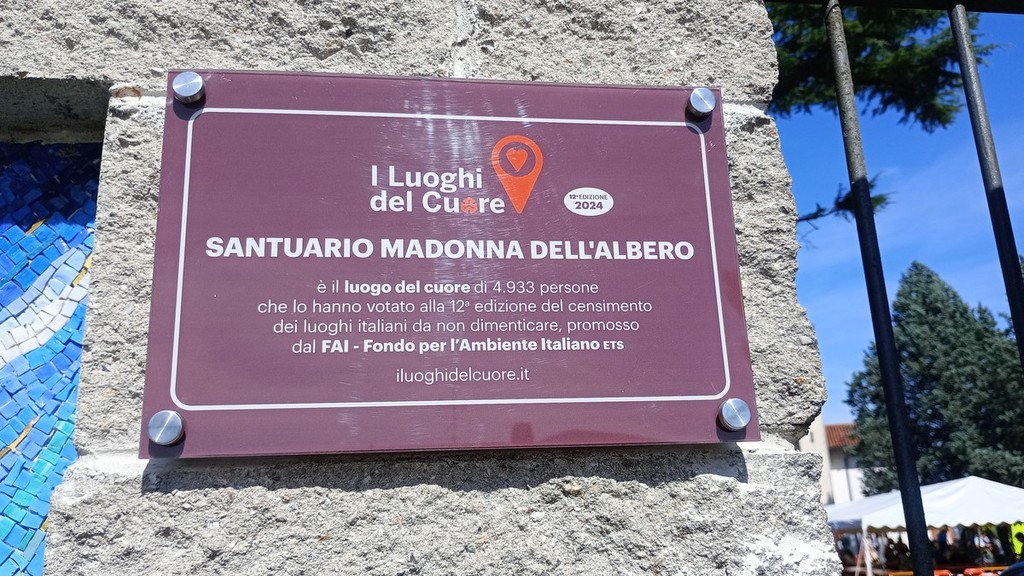 I Luoghi
del Cuore
12ª EDIZIONE
2024
SANTUARIO MADONNA DELL'ALBERO
è il luogo del cuore di 4.933 persone
che lo hanno votato alla 12ª edizione del censimento
dei luoghi italiani da non dimenticare, promosso
dal FAI - Fondo per l'Ambiente Italiano ETS
iluoghidelcuore.it